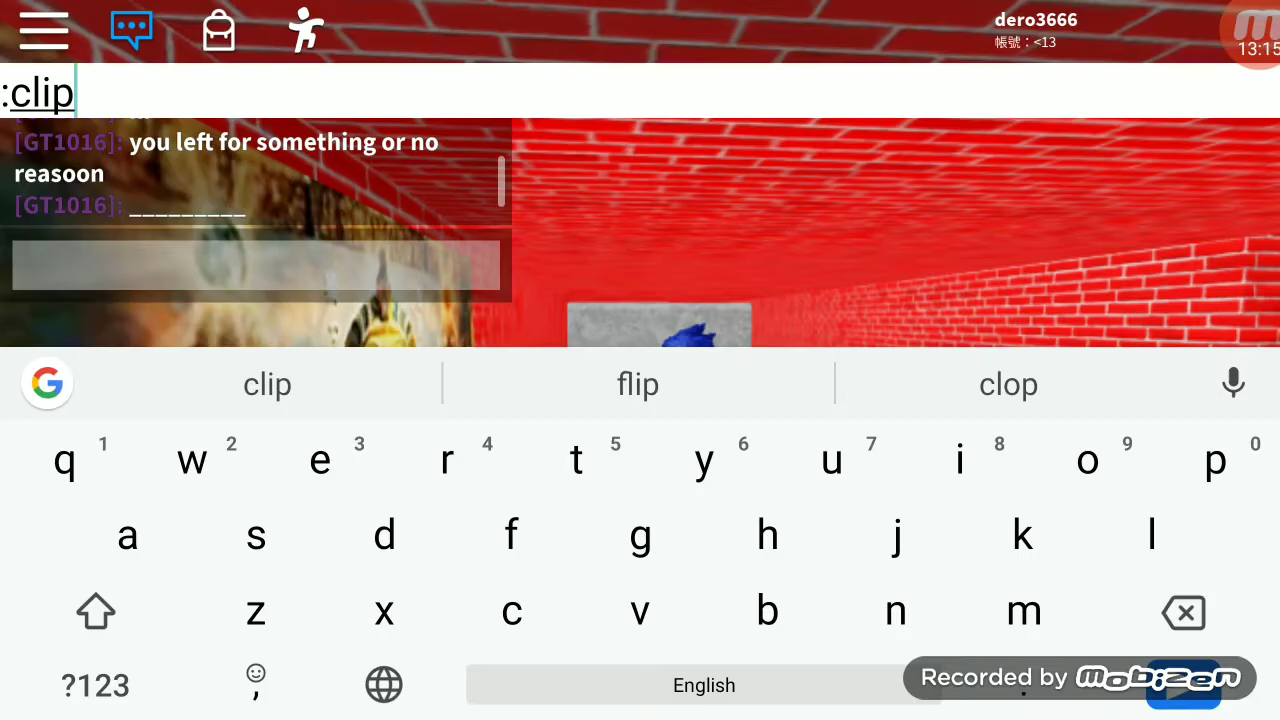 dero3666
帳號：<13
13:15
:clip
[GT1016]: you left for something or no
reasoon
[GT1016]: _________
clip flip clop
q 1 w 2 e 3 r 4 t 5 y 6 u 7 i 8 o 9 p 0
a s d f g h j k l
z x c v b n m
?123 , English .
Recorded by mobizen